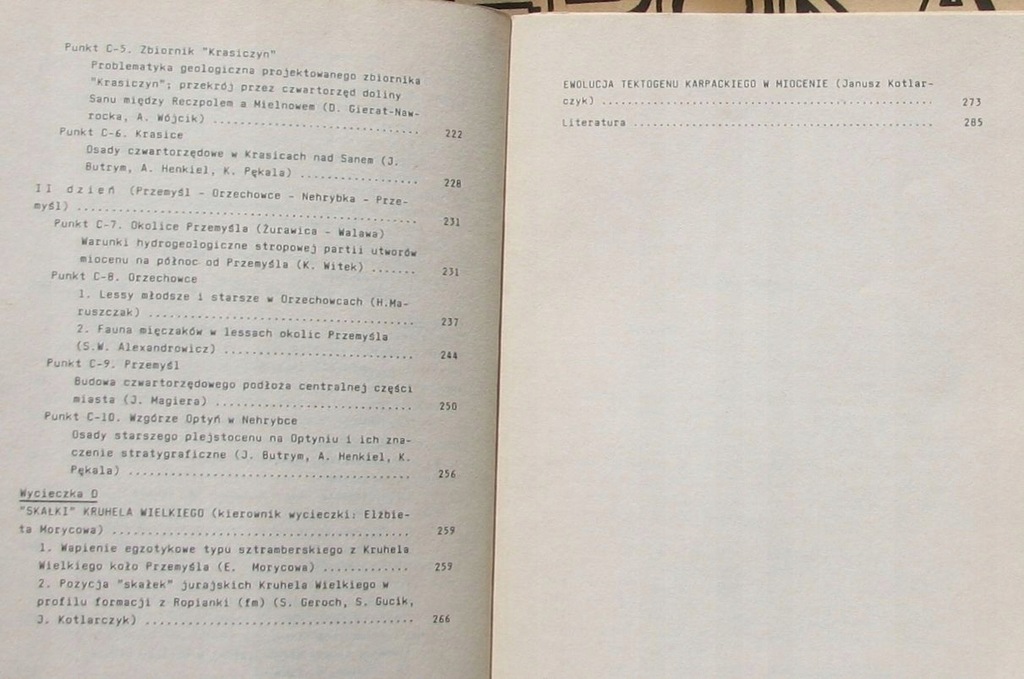 Punkt C-5. Zbiornik "Krasiczyn"
Problematyka geologiczna projektowanego zbiornika
"Krasiczyn"; przekrój przez czwartorzęd doliny
Sanu między Reczpolem a Mielnowem (D. Gierat-Naw-
rocka, A. Wójcik) .............................. 222
Punkt C-6. Krasice
Osady czwartorzędowe w Krasicach nad Sanem (J.
Butrym, A. Henkiel, K. Pękala) ................. 228
II dzień (Przemyśl - Orzechowce - Nehrybka - Prze-
myśl) .................................................. 231
Punkt C-7. Okolice Przemyśla (Żurawica - Walawa)
Warunki hydrogeologiczne stropowej partii utworów
miocenu na północ od Przemyśla (K. Witek) ....... 231
Punkt C-8. Orzechowce
1. Lessy młodsze i starsze w Orzechowcach (H.Ma-
ruszczak) ....................................... 237
2. Fauna mięczaków w lessach okolic Przemyśla
(S.W. Alexandrowicz) ............................ 244
Punkt C-9. Przemyśl
Budowa czwartorzędowego podłoża centralnej części
miasta (J. Magiera) ............................. 250
Punkt C-10. Wzgórze Optyń w Nehrybce
Osady starszego plejstocenu na Optyniu i ich zna-
czenie stratygraficzne (J. Butrym, A. Henkiel, K.
Pękala) ......................................... 256
Wycieczka D
"SKAŁKI" KRUHELA WIELKIEGO (kierownik wycieczki: Elżbie-
ta Morycowa) ........................................... 259
1. Wapienie egzotykowe typu sztramberskiego z Kruhela
Wielkiego koło Przemyśla (E. Morycowa) ............. 259
2. Pozycja "skałek" jurajskich Kruhela Wielkiego w
profilu formacji z Ropianki (fm) (S. Geroch, S. Gucik,
J. Kotlarczyk) ...................................... 266
EWOLUCJA TEKTOGENU KARPACKIEGO W MIOCENIE (Janusz Kotlar-
czyk) .................................................. 273
Literatura ............................................. 285